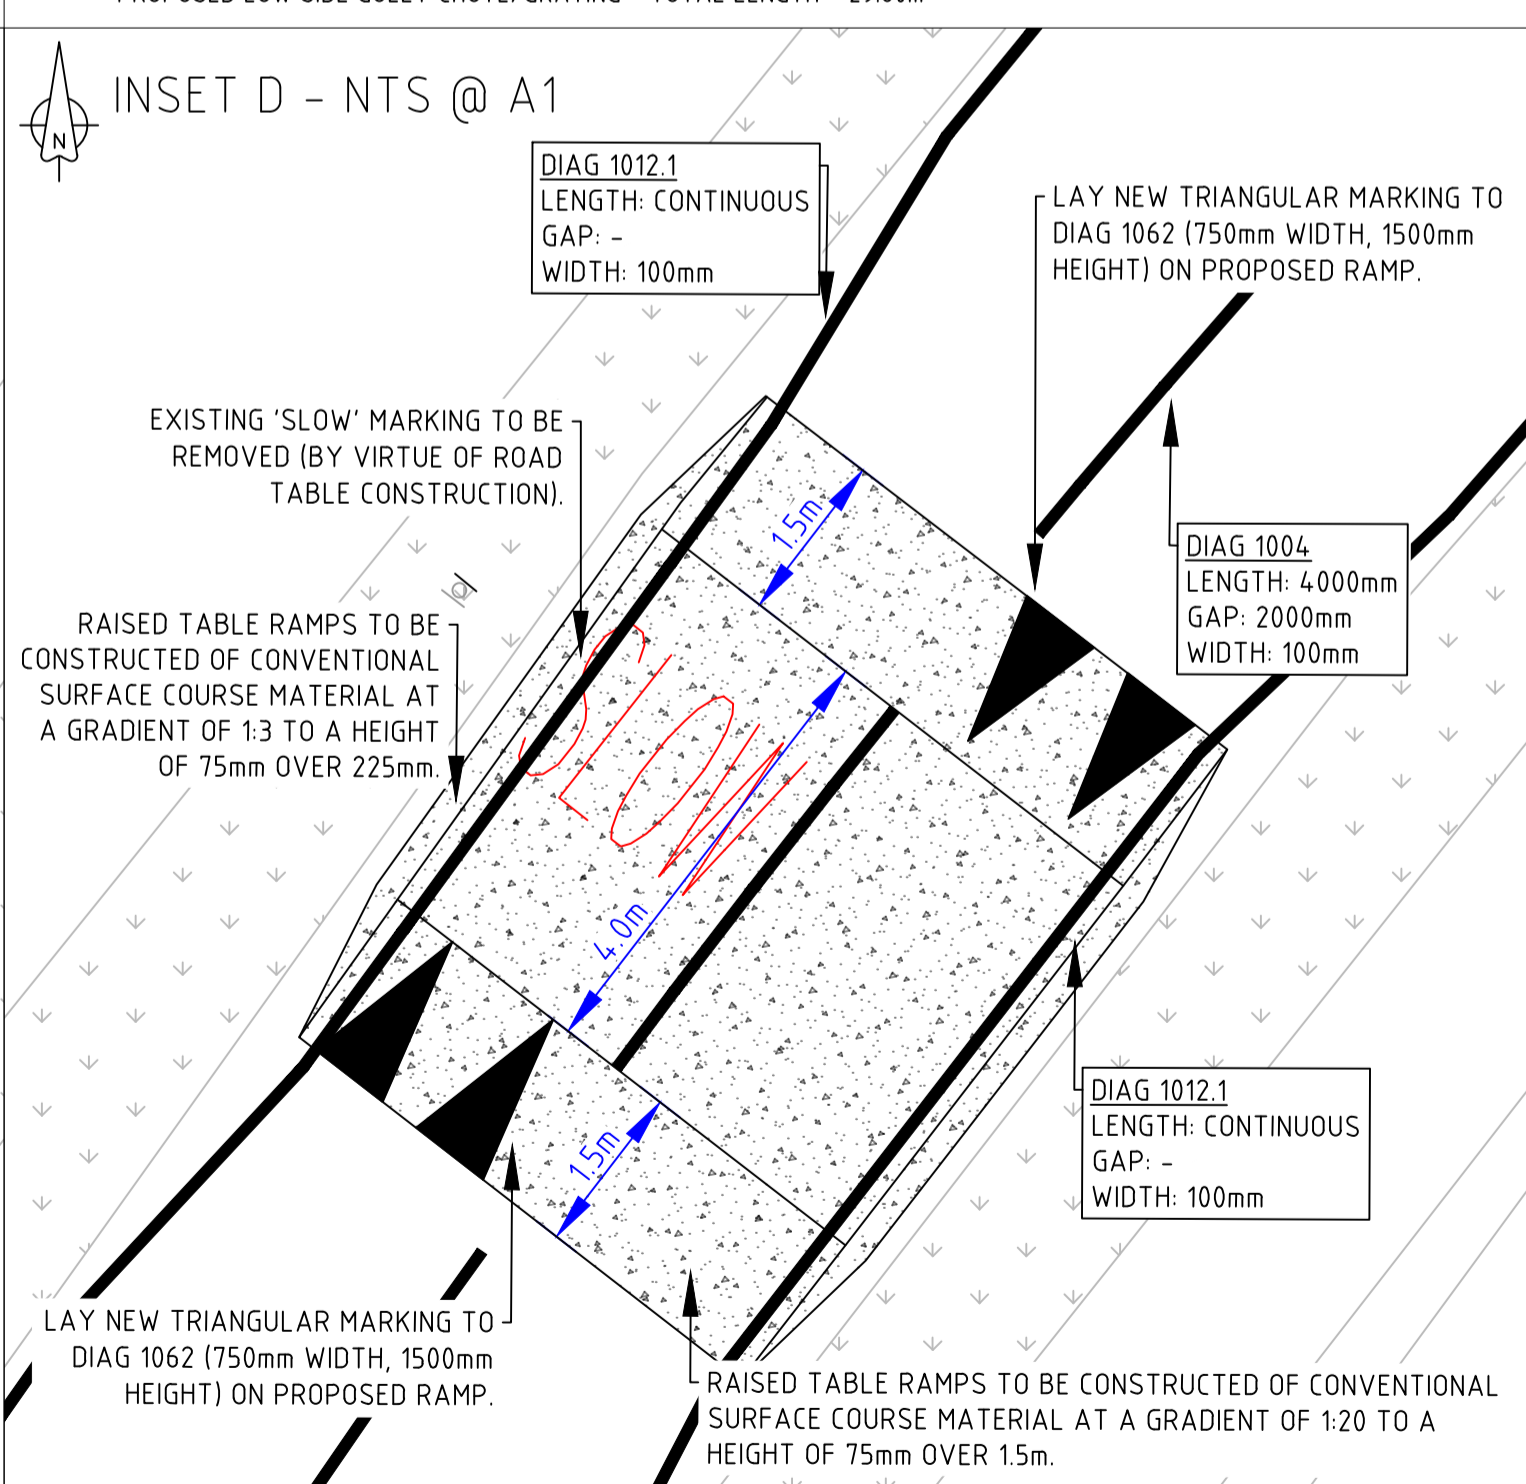 INSET D - NTS @ A1
N
DIAG 1012.1
LENGTH: CONTINUOUS
GAP: -
WIDTH: 100mm
LAY NEW TRIANGULAR MARKING TO
DIAG 1062 (750mm WIDTH, 1500mm
HEIGHT) ON PROPOSED RAMP.
EXISTING 'SLOW' MARKING TO BE
REMOVED (BY VIRTUE OF ROAD
TABLE CONSTRUCTION).
1.5m
DIAG 1004
LENGTH: 4000mm
GAP: 2000mm
WIDTH: 100mm
RAISED TABLE RAMPS TO BE
CONSTRUCTED OF CONVENTIONAL
SURFACE COURSE MATERIAL AT
A GRADIENT OF 1:3 TO A HEIGHT
OF 75mm OVER 225mm.
SLOW
4.0m
DIAG 1012.1
LENGTH: CONTINUOUS
GAP: -
WIDTH: 100mm
1.5m
LAY NEW TRIANGULAR MARKING TO
DIAG 1062 (750mm WIDTH, 1500mm
HEIGHT) ON PROPOSED RAMP.
RAISED TABLE RAMPS TO BE CONSTRUCTED OF CONVENTIONAL
SURFACE COURSE MATERIAL AT A GRADIENT OF 1:20 TO A
HEIGHT OF 75mm OVER 1.5m.